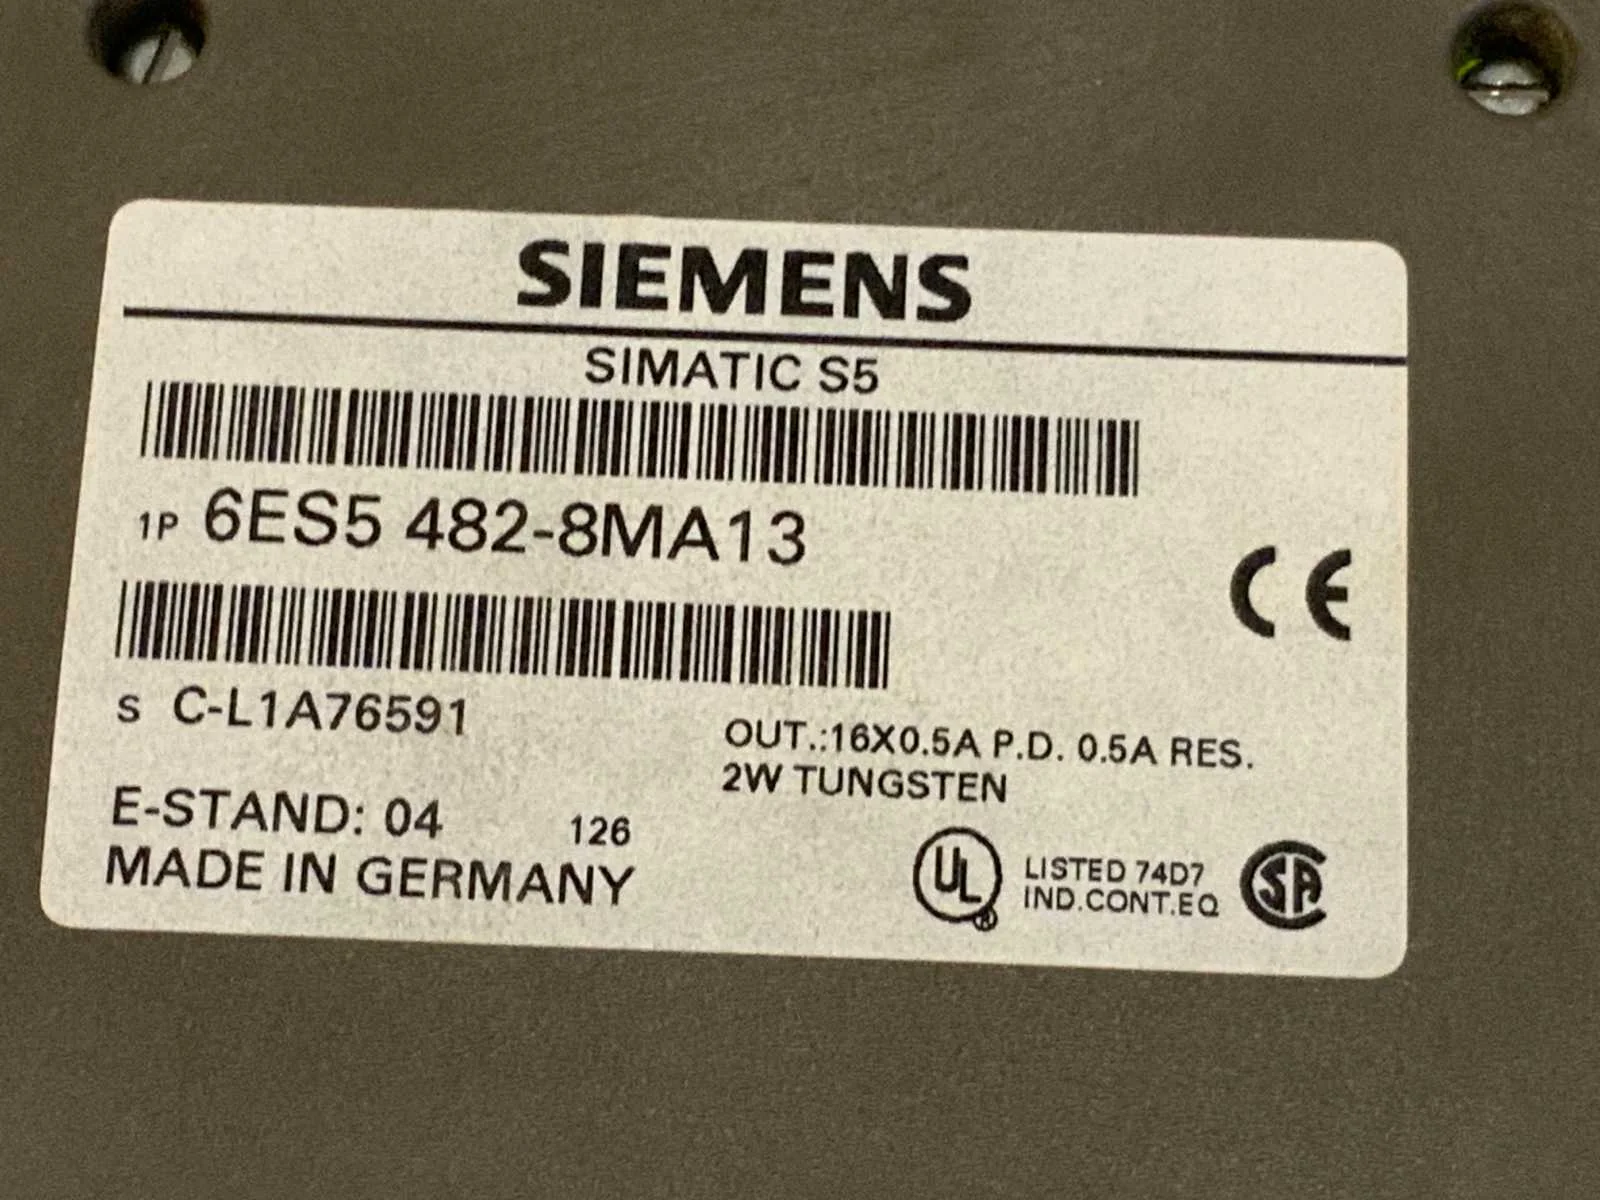 SIEMENS
SIMATIC S5
1P 6ES5 482-8MA13
S C-L1A76591
OUT.:16X0.5A P.D. 0.5A RES.
2W TUNGSTEN
E-STAND: 04 126
MADE IN GERMANY
CE
UL ® LISTED 74D7
IND.CONT.EQ
SA